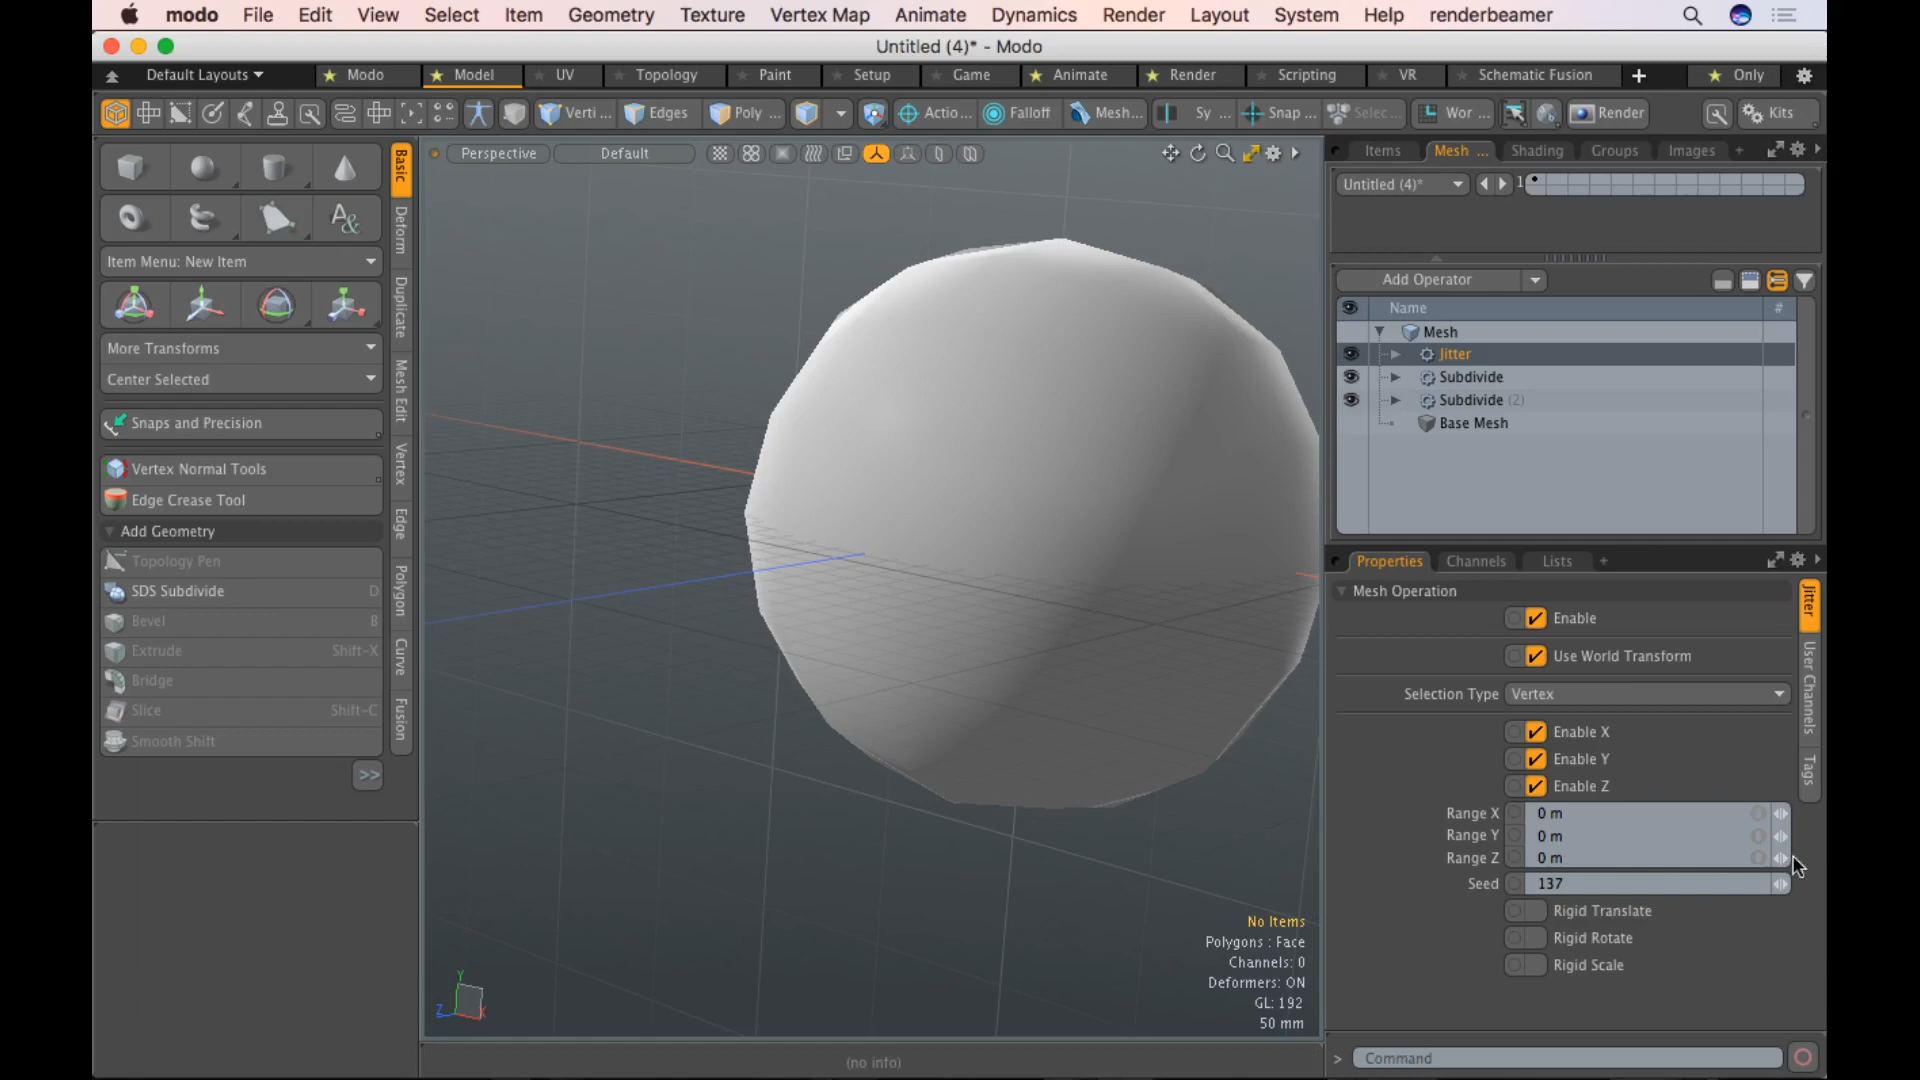 modo File Edit View Select Item Geometry Texture Vertex Map Animate Dynamics Render Layout System Help renderbeamer
Untitled (4)* - Modo
Default Layouts Modo Model UV Topology Paint Setup Game Animate Render Scripting VR Schematic Fusion + Only
Verti ... Edges Poly ... Actio ... Falloff Mesh... Sy ... Snap ... Selec ... Wor ... Render Kits
Perspective Default
Items Mesh ... Shading Groups Images +
Untitled (4)* 1
Item Menu: New Item
More Transforms
Center Selected
Snaps and Precision
Vertex Normal Tools
Edge Crease Tool
Add Geometry
Topology Pen
SDS Subdivide D
Bevel B
Extrude Shift-X
Bridge
Slice Shift-C
Smooth Shift
>>
Basic
Deform
Duplicate
Mesh Edit
Vertex
Edge
Polygon
Curve
Fusion
Add Operator
Name #
Mesh
Jitter
Subdivide
Subdivide (2)
Base Mesh
Properties Channels Lists +
Mesh Operation
Enable
Use World Transform
Selection Type Vertex
Enable X
Enable Y
Enable Z
Range X 0 m
Range Y 0 m
Range Z 0 m
Seed 137
Rigid Translate
Rigid Rotate
Rigid Scale
Jitter
User Channels
Tags
No Items
Polygons : Face
Channels: 0
Deformers: ON
GL: 192
50 mm
Y
Z X
(no info)
> Command